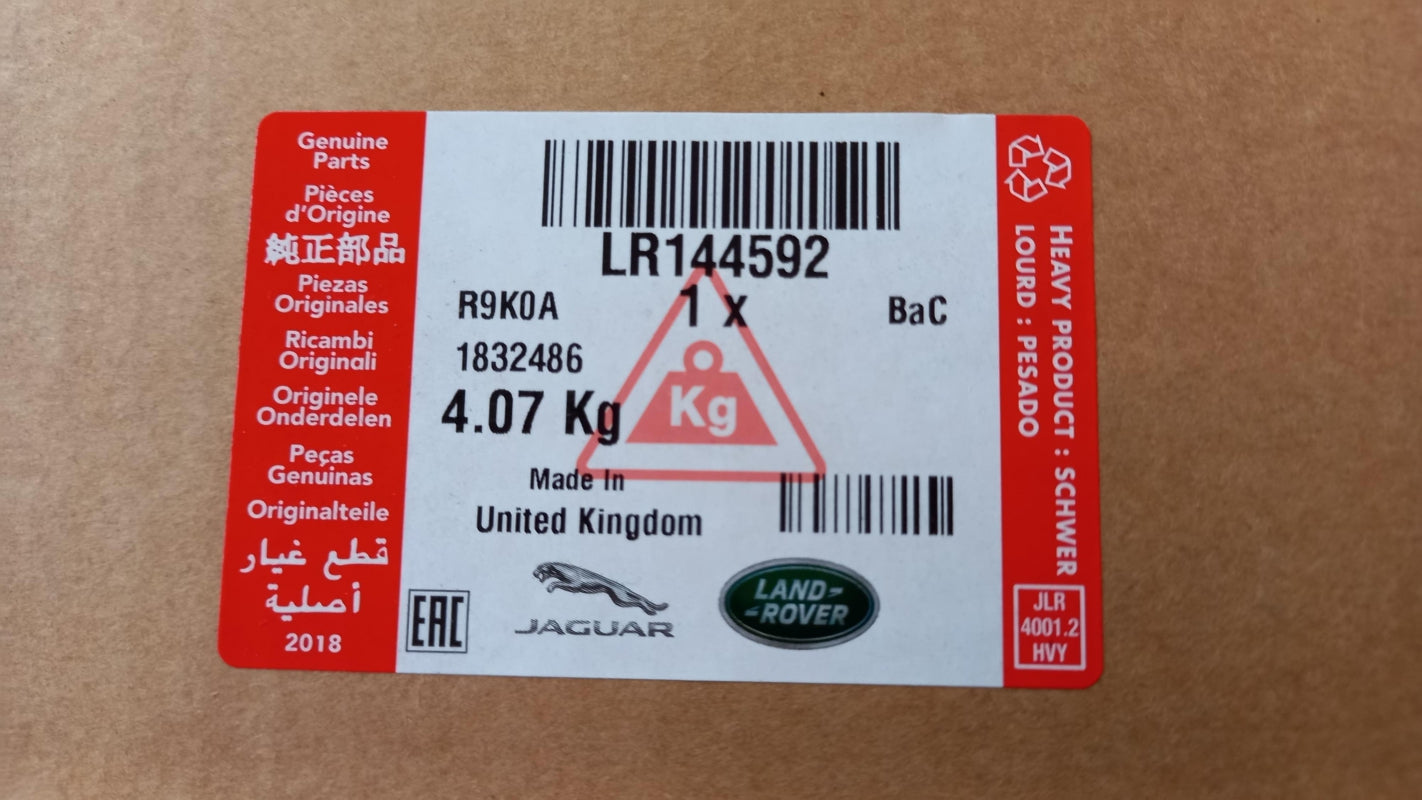 Genuine
Parts
Pièces
d'Origine
純正部品
Piezas
Originales
Ricambi
Originali
Originele
Onderdelen
Peças
Genuinas
Originalteile
قطع غيار
أصلية
2018
LR144592
R9K0A
1 x
BaC
1832486
4.07 Kg
Kg
Made In
United Kingdom
EAC
JAGUAR
LAND-
-ROVER
HEAVY PRODUCT : SCHWER
LOURD : PESADO
JLR
4001.2
HVY